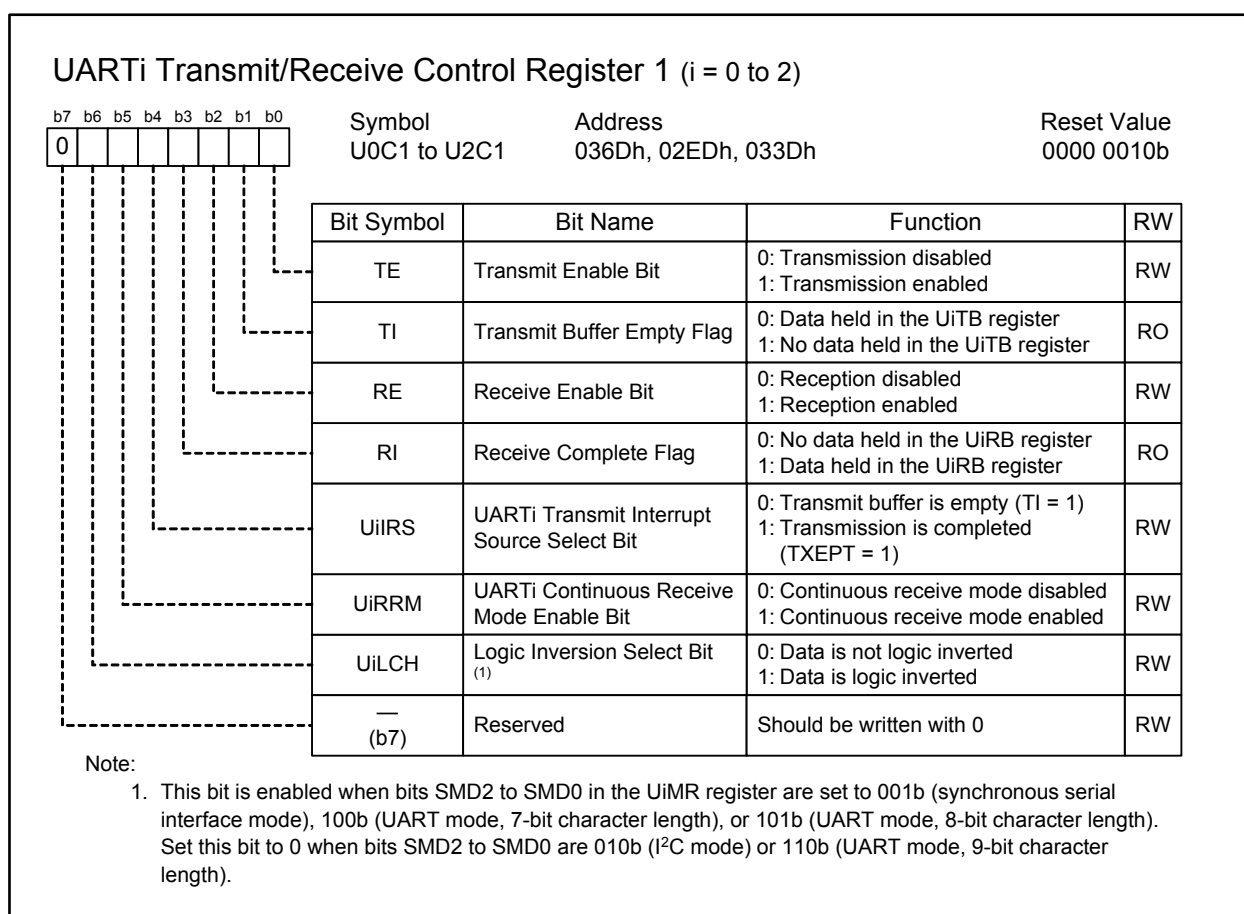 UARTi Transmit/Receive Control Register 1 (i = 0 to 2)
b7 b6 b5 b4 b3 b2 b1 b0
0
Symbol Address Reset Value
U0C1 to U2C1 036Dh, 02EDh, 033Dh 0000 0010b
Bit Symbol Bit Name Function RW
TE Transmit Enable Bit 0: Transmission disabled
1: Transmission enabled RW
TI Transmit Buffer Empty Flag 0: Data held in the UiTB register
1: No data held in the UiTB register RO
RE Receive Enable Bit 0: Reception disabled
1: Reception enabled RW
RI Receive Complete Flag 0: No data held in the UiRB register
1: Data held in the UiRB register RO
UiIRS UARTi Transmit Interrupt
Source Select Bit 0: Transmit buffer is empty (TI = 1)
1: Transmission is completed
(TXEPT = 1) RW
UiRRM UARTi Continuous Receive
Mode Enable Bit 0: Continuous receive mode disabled
1: Continuous receive mode enabled RW
UiLCH Logic Inversion Select Bit
(1) 0: Data is not logic inverted
1: Data is logic inverted RW
—
(b7) Reserved Should be written with 0 RW
Note:
1. This bit is enabled when bits SMD2 to SMD0 in the UiMR register are set to 001b (synchronous serial
interface mode), 100b (UART mode, 7-bit character length), or 101b (UART mode, 8-bit character length).
Set this bit to 0 when bits SMD2 to SMD0 are 010b (I²C mode) or 110b (UART mode, 9-bit character
length).